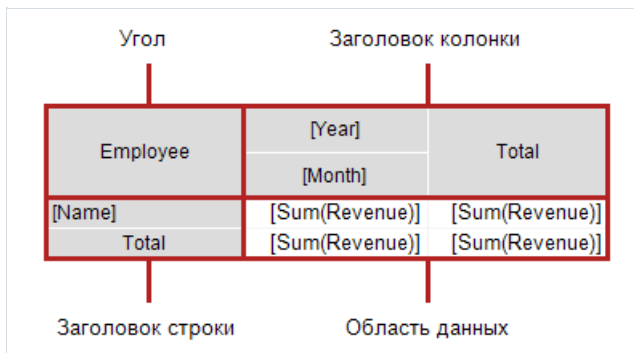 Угол Заголовок колонки
Employee [Year] Total
[Month]
[Name] [Sum(Revenue)] [Sum(Revenue)]
Total [Sum(Revenue)] [Sum(Revenue)]
Заголовок строки Область данных